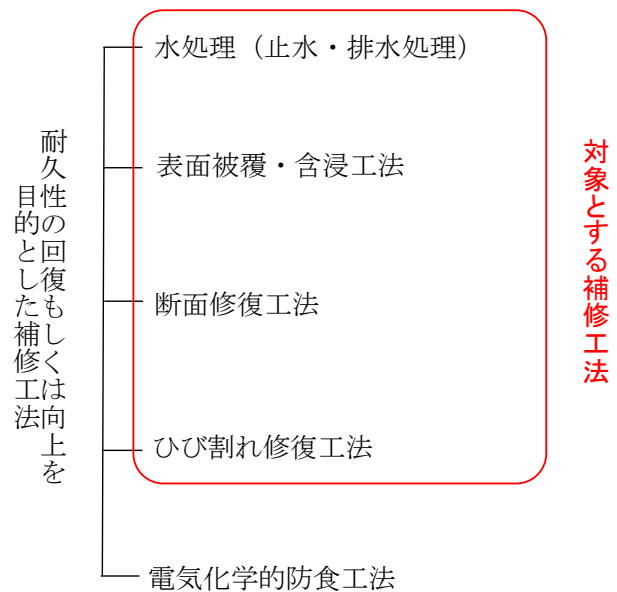 耐久性の回復もしくは向上を
目的とした補修工法
水処理（止水・排水処理）
表面被覆・含浸工法
断面修復工法
ひび割れ修復工法
電気化学的防食工法
対象とする補修工法